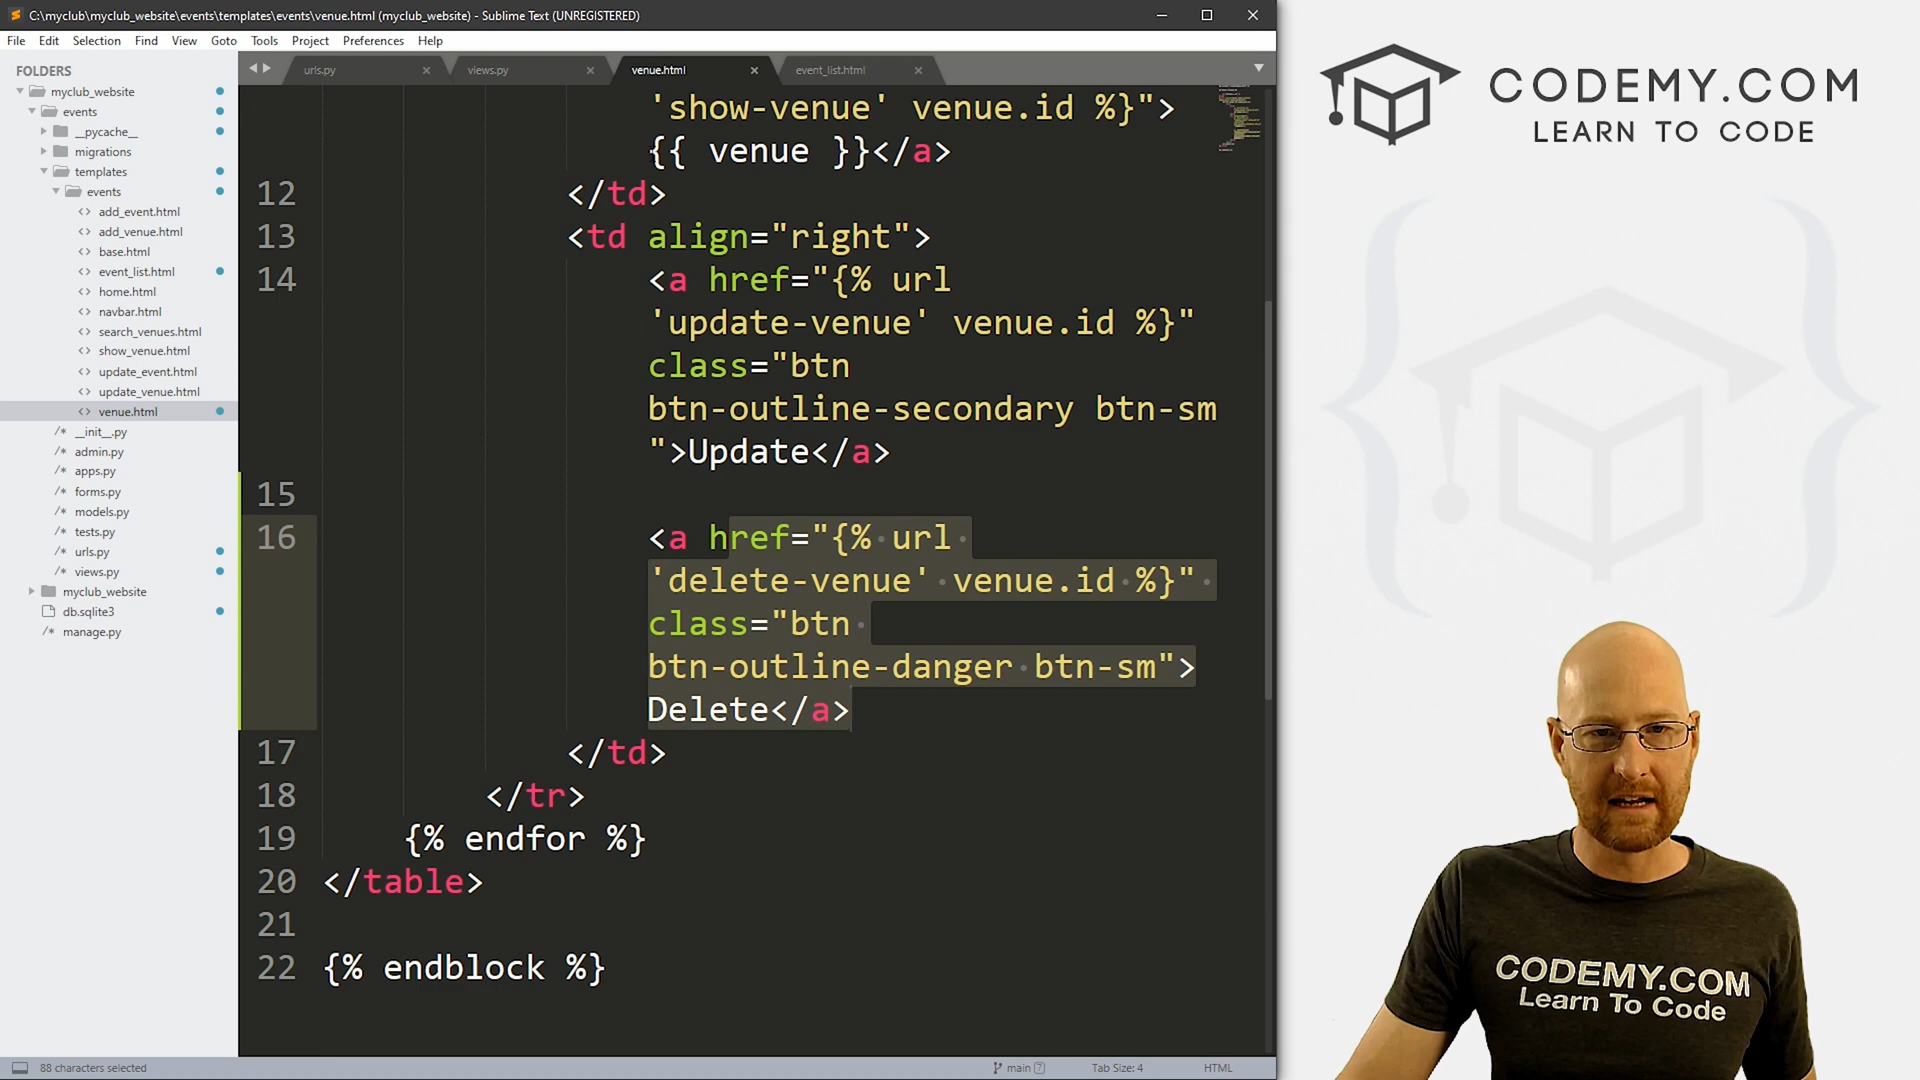 C:\myclub\myclub_website\events\templates\events\venue.html (myclub_website) - Sublime Text (UNREGISTERED)
File Edit Selection Find View Goto Tools Project Preferences Help
FOLDERS
myclub_website
events
__pycache__
migrations
templates
events
add_event.html
add_venue.html
base.html
event_list.html
home.html
navbar.html
search_venues.html
show_venue.html
update_event.html
update_venue.html
venue.html
__init__.py
admin.py
apps.py
forms.py
models.py
tests.py
urls.py
views.py
myclub_website
db.sqlite3
manage.py
urls.py views.py venue.html event_list.html
'show-venue' venue.id %}">
{{ venue }}</a>
12 </td>
13 <td align="right">
14 <a href="{% url
'update-venue' venue.id %}"
class="btn
btn-outline-secondary btn-sm
">Update</a>
15
16 <a href="{% url
'delete-venue' venue.id %}"
class="btn
btn-outline-danger btn-sm">
Delete</a>
17 </td>
18 </tr>
19 {% endfor %}
20 </table>
21
22 {% endblock %}
88 characters selected
main 7
Tab Size: 4
HTML
CODEMY.COM
LEARN TO CODE
CODEMY.COM
Learn To Code